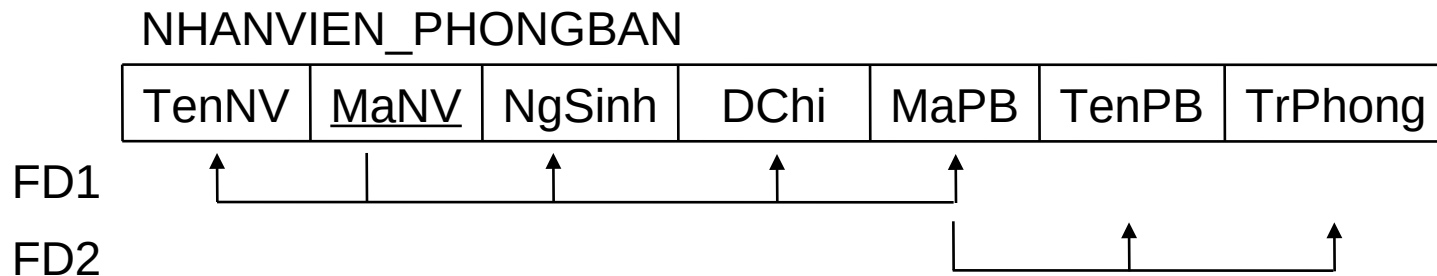 NHANVIEN_PHONGBAN
TenNV MaNV NgSinh DChi MaPB TenPB TrPhong
FD1
FD2